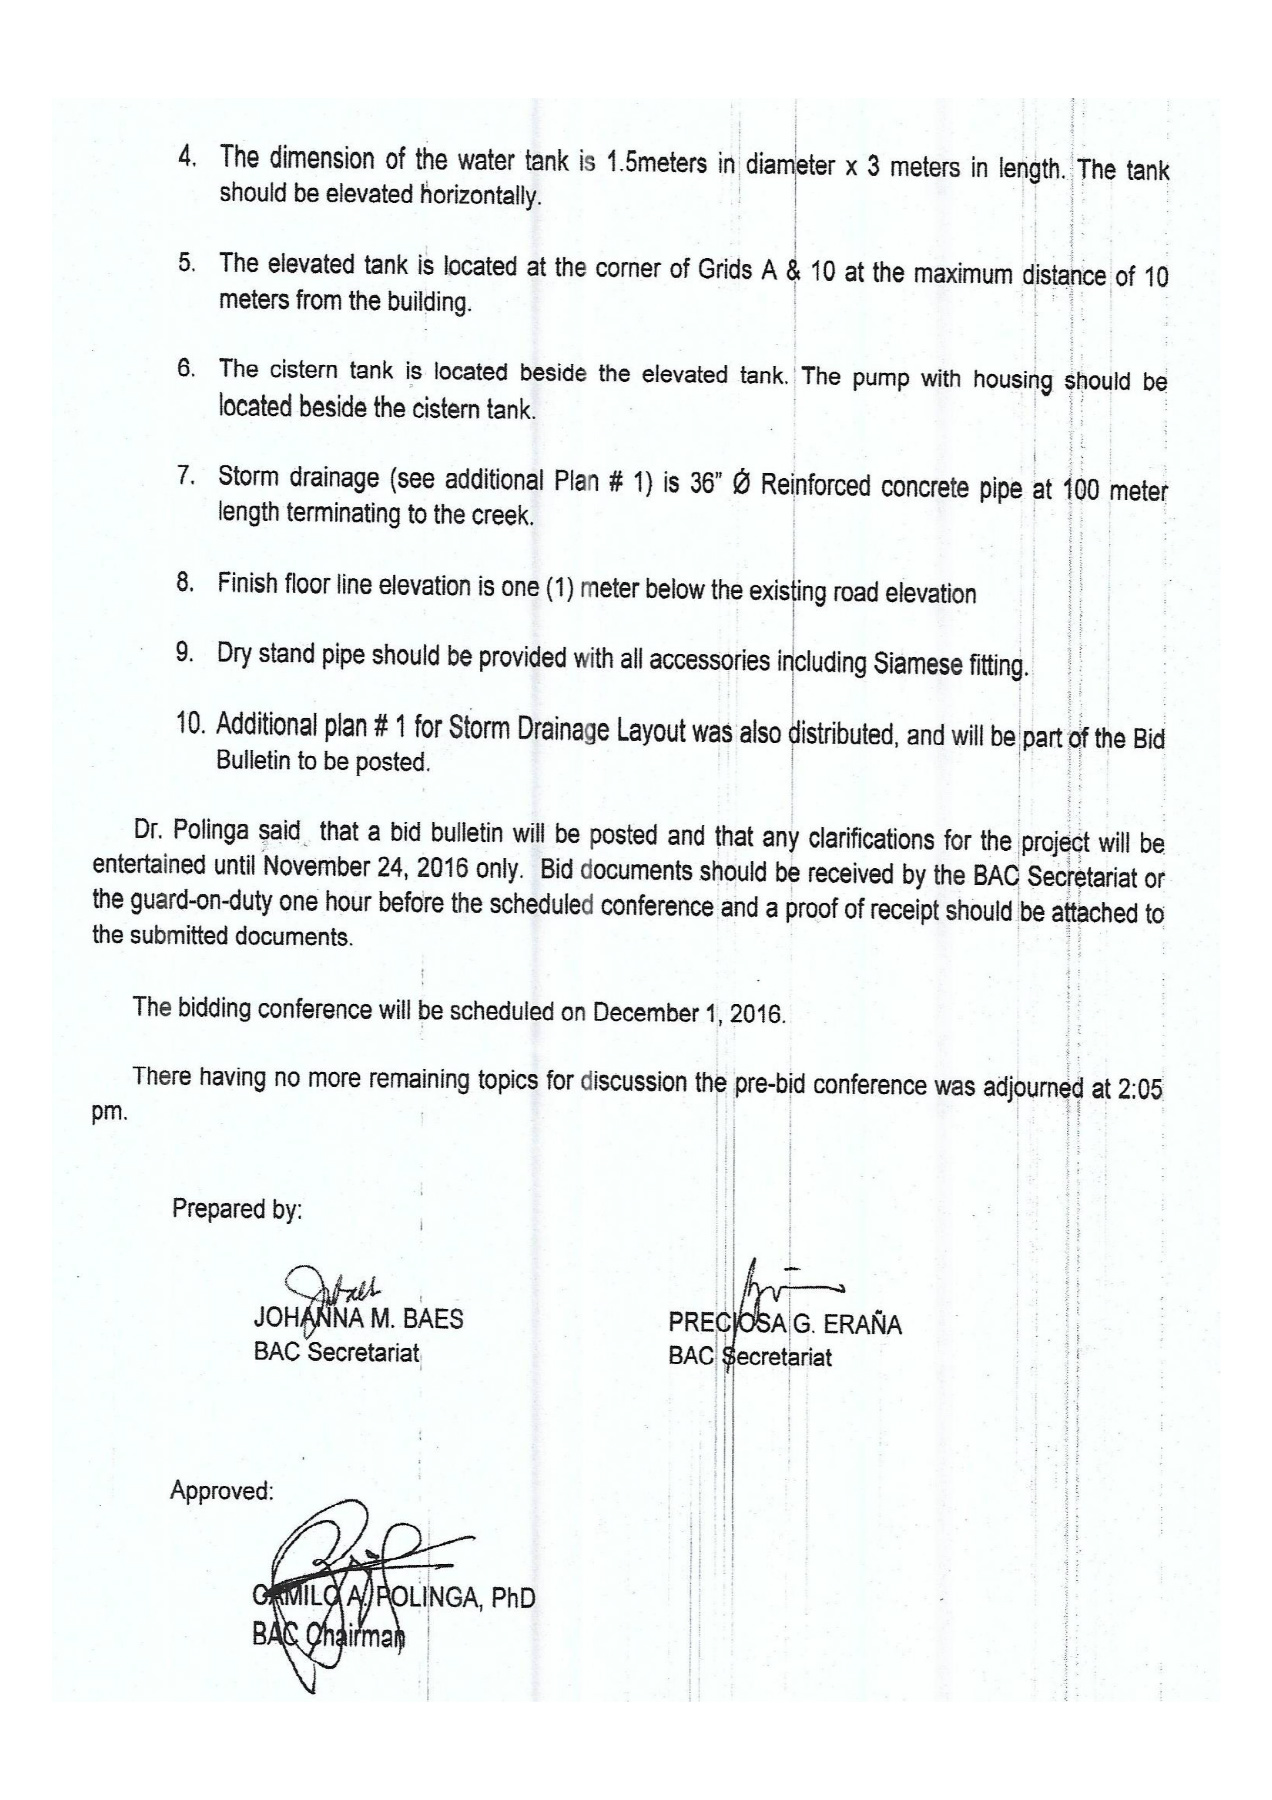 4. The dimension of the water tank is 1.5meters in diameter x 3 meters in length. The tank
should be elevated horizontally.
5. The elevated tank is located at the corner of Grids A & 10 at the maximum distance of 10
meters from the building.
6. The cistern tank is located beside the elevated tank. The pump with housing should be
located beside the cistern tank.
7. Storm drainage (see additional Plan # 1) is 36" Ø Reinforced concrete pipe at 100 meter
length terminating to the creek.
8. Finish floor line elevation is one (1) meter below the existing road elevation
9. Dry stand pipe should be provided with all accessories including Siamese fitting.
10. Additional plan # 1 for Storm Drainage Layout was also distributed, and will be part of the Bid
Bulletin to be posted.
Dr. Polinga said that a bid bulletin will be posted and that any clarifications for the project will be
entertained until November 24, 2016 only. Bid documents should be received by the BAC Secretariat or
the guard-on-duty one hour before the scheduled conference and a proof of receipt should be attached to
the submitted documents.
The bidding conference will be scheduled on December 1, 2016.
There having no more remaining topics for discussion the pre-bid conference was adjourned at 2:05
pm.
Prepared by:
JOHANNA M. BAES
BAC Secretariat
PRECIOSA G. ERAÑA
BAC Secretariat
Approved:
CAMILO A. POLINGA, PhD
BAC Chairman